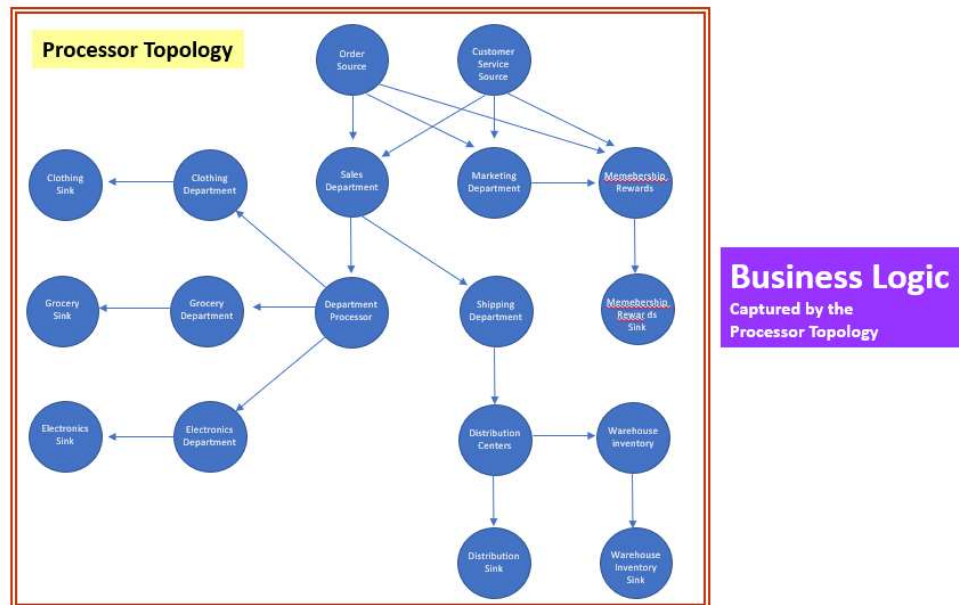 Processor Topology
Order
Source
Customer
Service
Source
Clothing
Sink
Clothing
Department
Sales
Department
Marketing
Department
Memebership
Rewards
Grocery
Sink
Grocery
Department
Department
Processor
Shipping
Department
Memebership
Rewar ds
Sink
Business Logic
Captured by the
Processor Topology
Electronics
Sink
Electronics
Department
Distribution
Centers
Warehouse
inventory
Distribution
Sink
Warehouse
Inventory
Sink